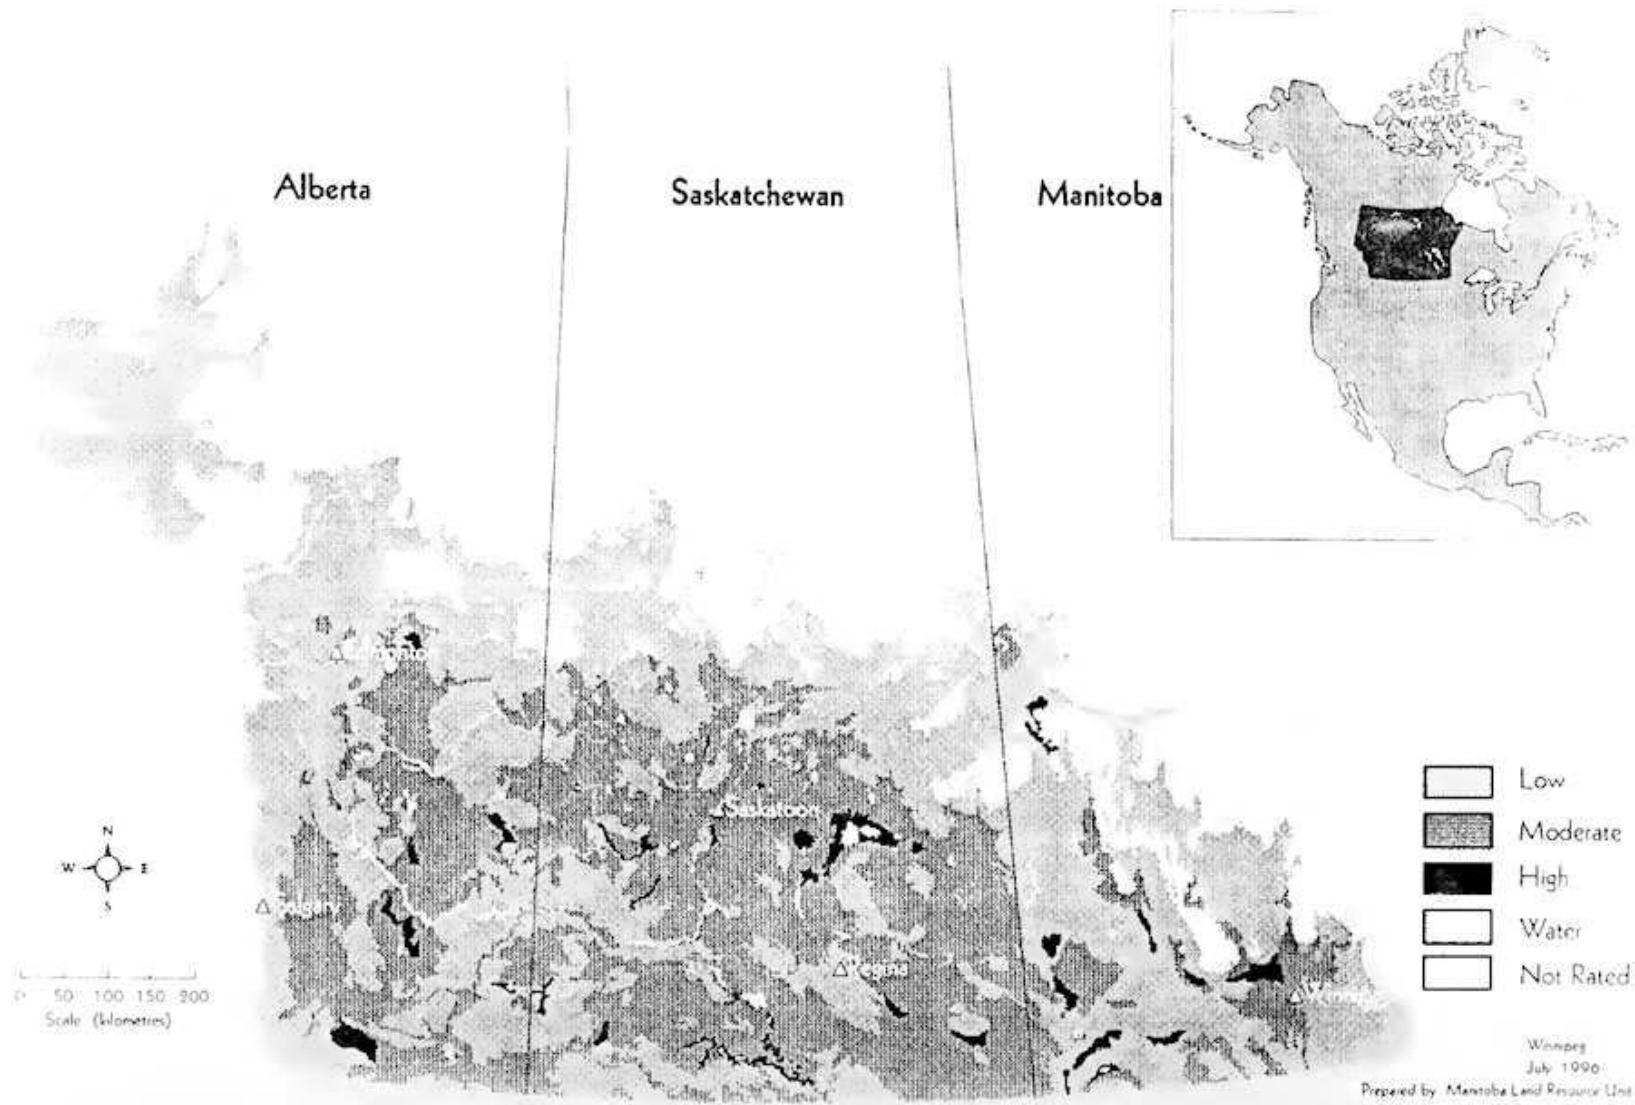 Alberta
Saskatchewan
Manitoba
Saskatoon
Regina
N
W
E
S
0 50 100 150 200
Scale (kilometres)
Low
Moderate
High
Water
Not Rated
Winnipeg
July 1996
Prepared by Manitoba Land Resource Unit